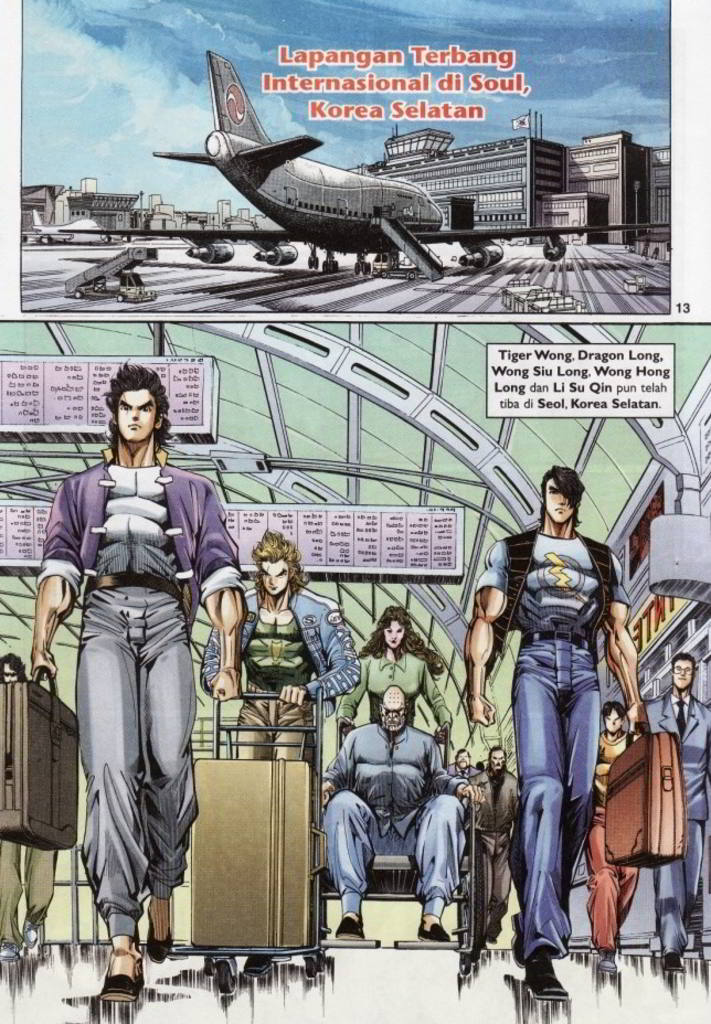 Lapangan Terbang
Internasional di Soul,
Korea Selatan
13
Tiger Wong, Dragon Long,
Wong Siu Long, Wong Hong
Long dan Li Su Qin pun telah
tiba di Seol, Korea Selatan.